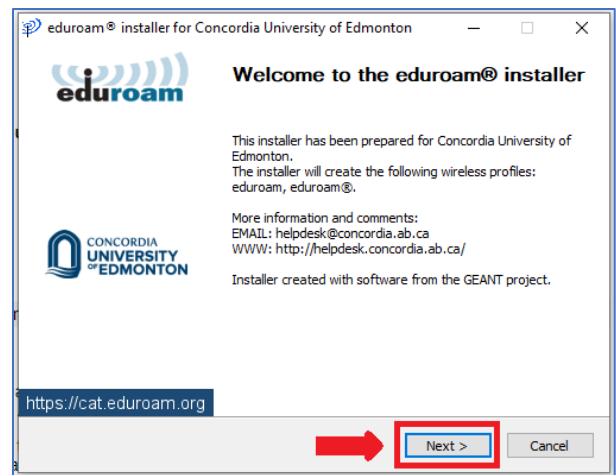 eduroam® installer for Concordia University of Edmonton
eduroam
Welcome to the eduroam® installer
This installer has been prepared for Concordia University of
Edmonton.
The installer will create the following wireless profiles:
eduroam, eduroam®.
More information and comments:
EMAIL: helpdesk@concordia.ab.ca
WWW: http://helpdesk.concordia.ab.ca/
Installer created with software from the GEANT project.
CONCORDIA
UNIVERSITY
OF EDMONTON
https://cat.eduroam.org
Next >
Cancel